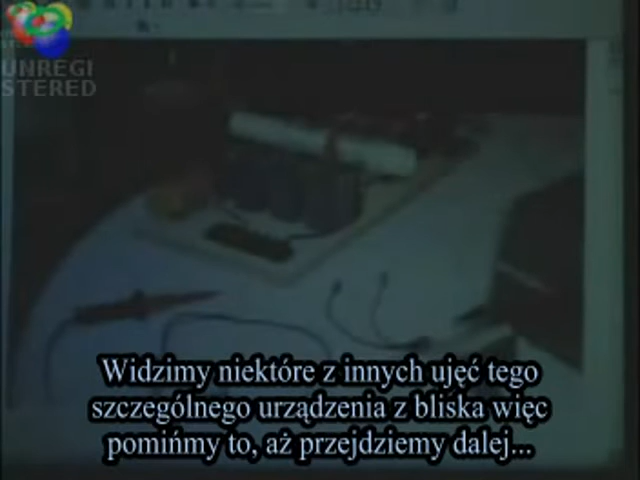 UNREGI
STERED
Widzimy niektóre z innych ujęć tego
szczególnego urządzenia z bliska więc
pomińmy to, aż przejdziemy dalej...